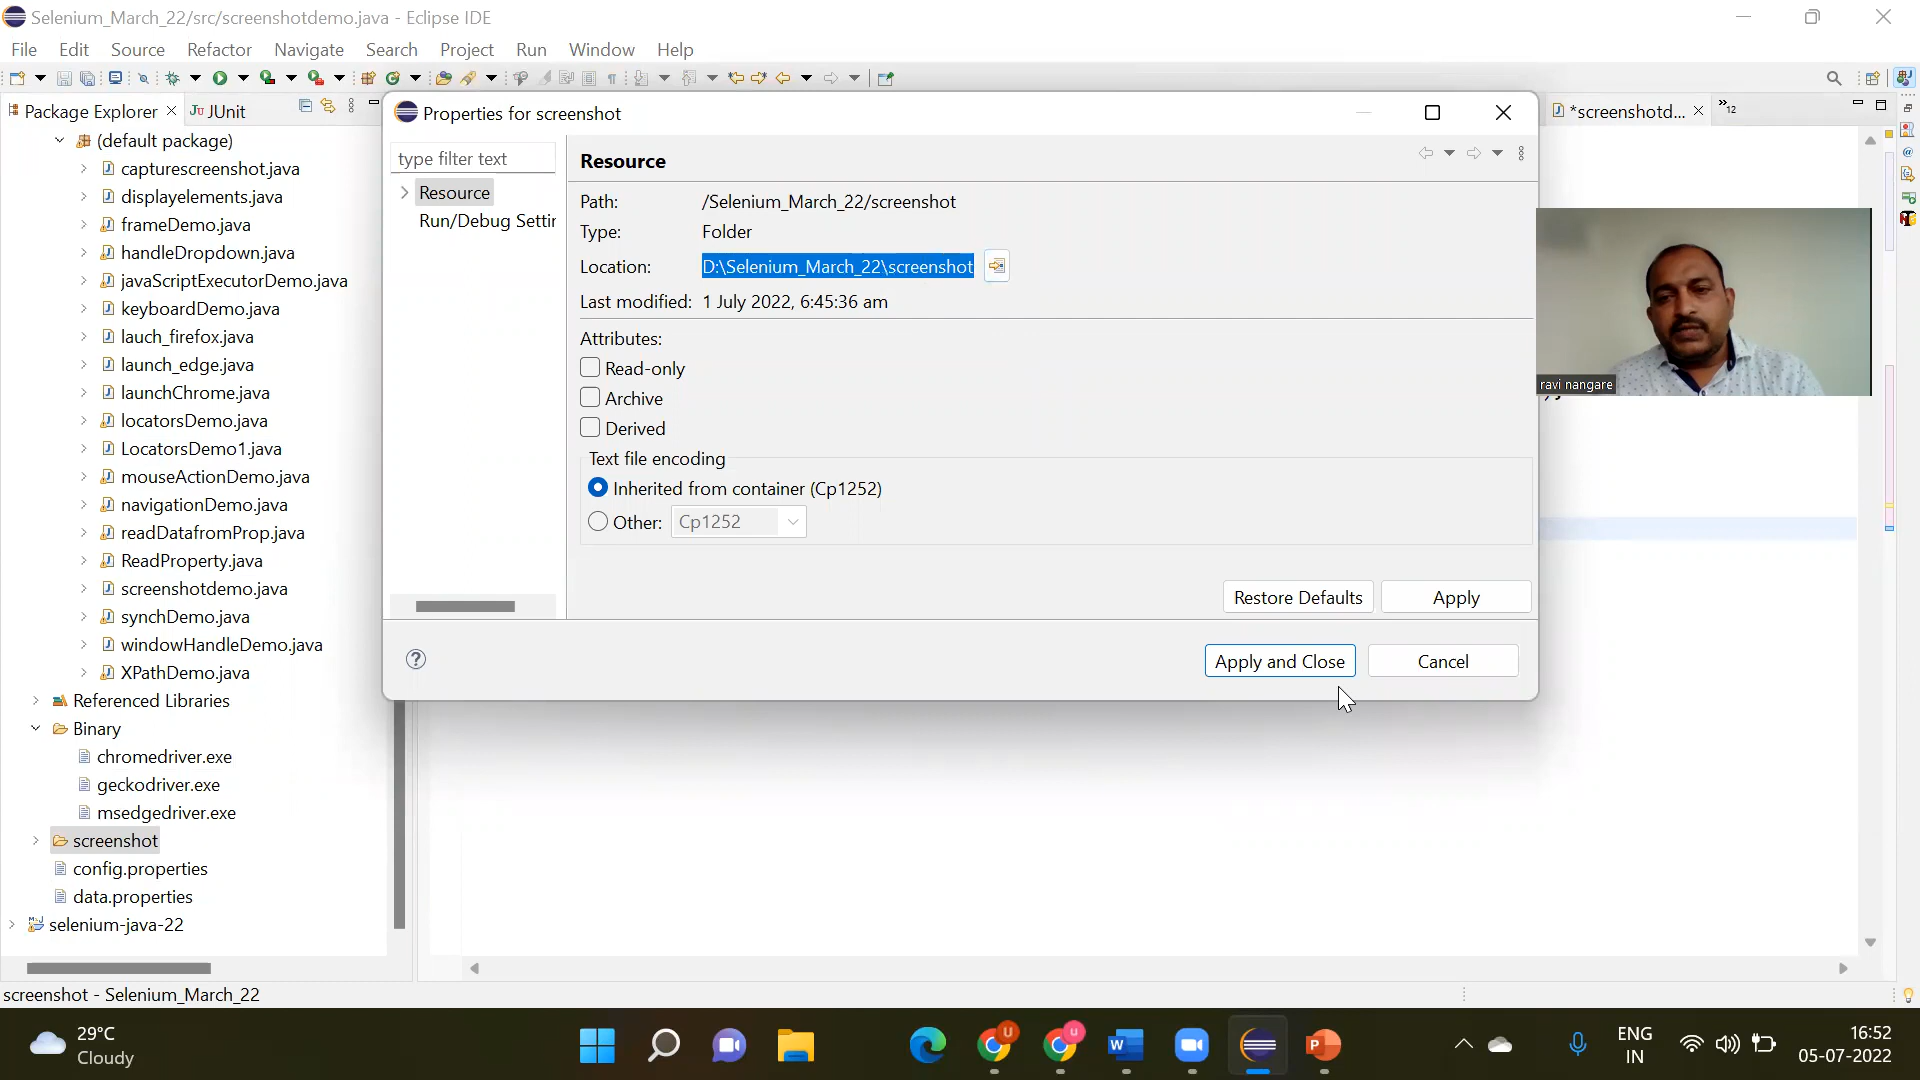 Selenium_March_22/src/screenshotdemo.java - Eclipse IDE
File Edit Source Refactor Navigate Search Project Run Window Help
Package Explorer
JUnit
*screenshotd...
12
(default package)
capturescreenshot.java
displayelements.java
frameDemo.java
handleDropdown.java
javaScriptExecutorDemo.java
keyboardDemo.java
lauch_firefox.java
launch_edge.java
launchChrome.java
locatorsDemo.java
LocatorsDemo1.java
mouseActionDemo.java
navigationDemo.java
readDatafromProp.java
ReadProperty.java
screenshotdemo.java
synchDemo.java
windowHandleDemo.java
XPathDemo.java
Referenced Libraries
Binary
chromedriver.exe
geckodriver.exe
msedgedriver.exe
screenshot
config.properties
data.properties
selenium-java-22
Properties for screenshot
type filter text
Resource
Run/Debug Settin
Resource
Path: /Selenium_March_22/screenshot
Type: Folder
Location: D:\Selenium_March_22\screenshot
Last modified: 1 July 2022, 6:45:36 am
Attributes:
Read-only
Archive
Derived
Text file encoding
Inherited from container (Cp1252)
Other: Cp1252
Restore Defaults
Apply
Apply and Close
Cancel
ravi nangare
screenshot - Selenium_March_22
29°C
Cloudy
ENG
IN
16:52
05-07-2022